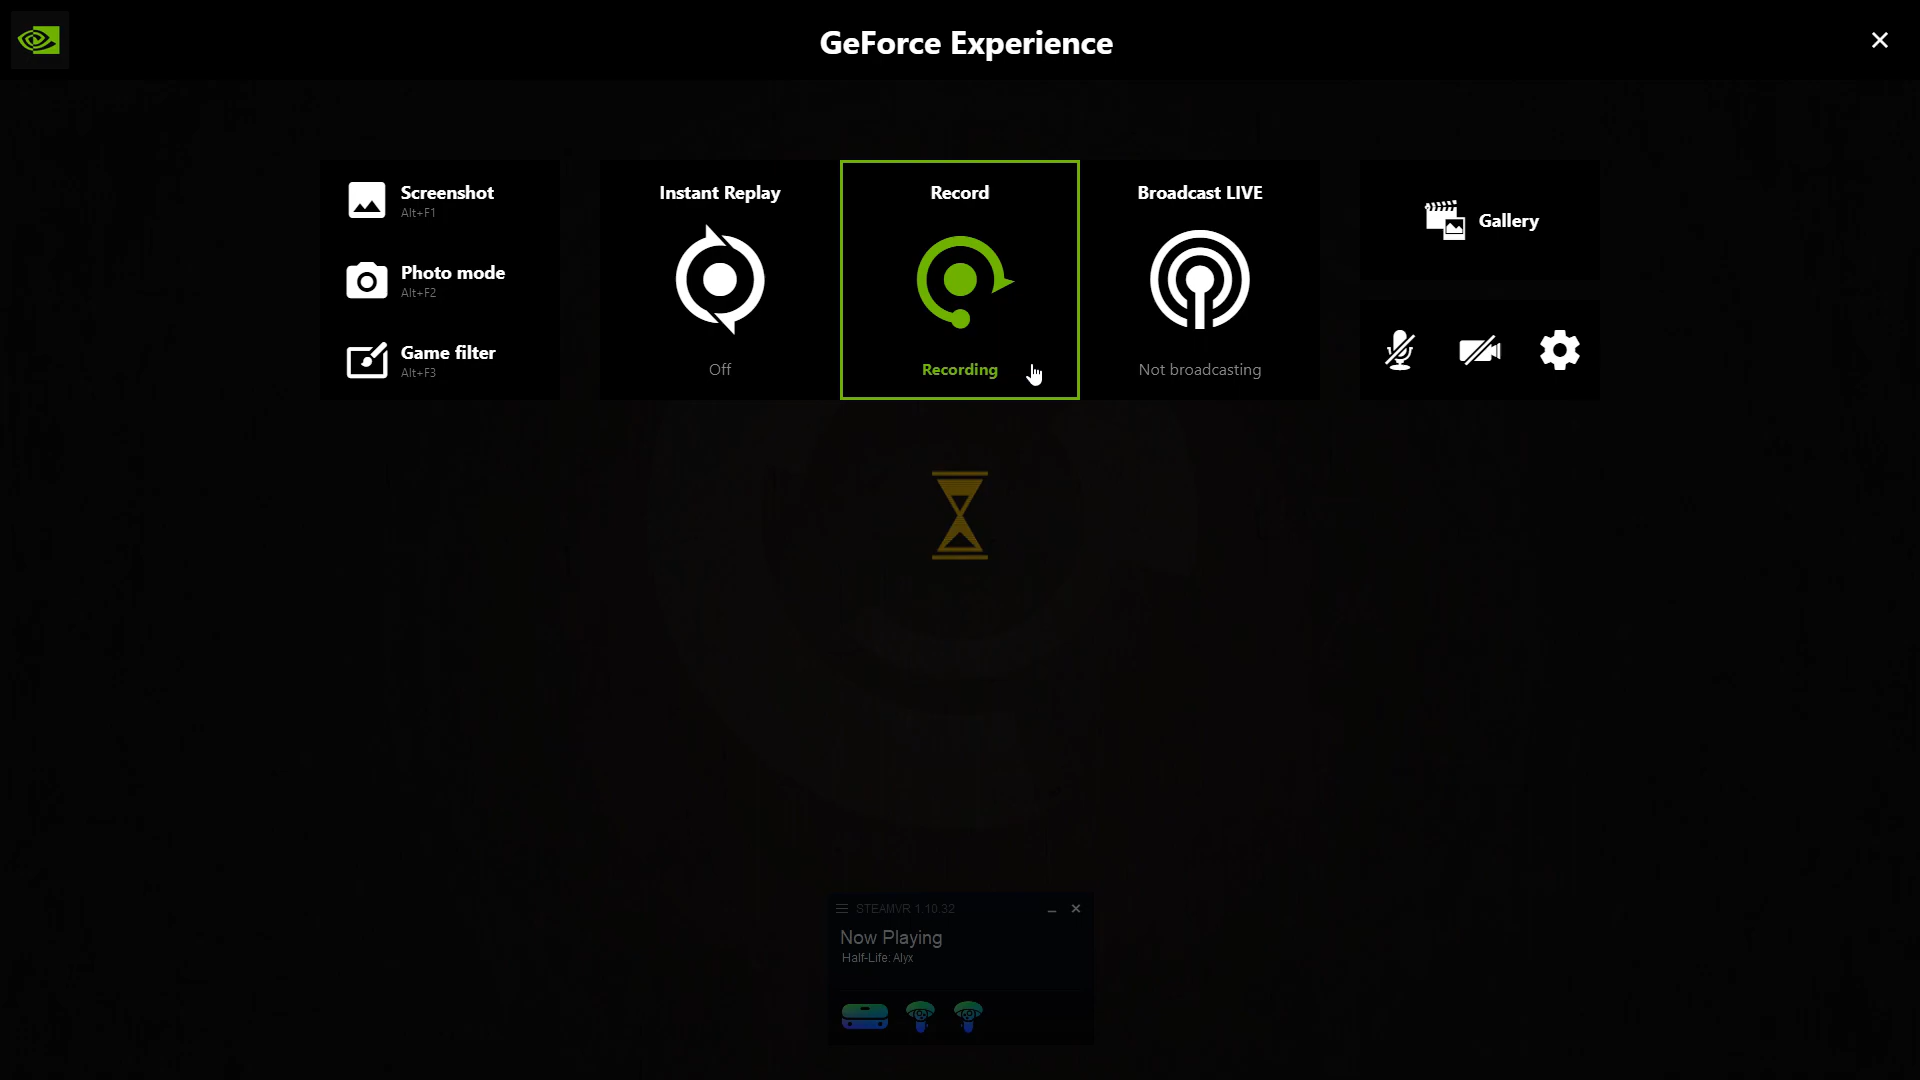 GeForce Experience
Screenshot
Alt+F1
Photo mode
Alt+F2
Game filter
Alt+F3
Instant Replay
Off
Record
Recording
Broadcast LIVE
Not broadcasting
Gallery
STEAMVR 1.10.32
Now Playing
Half-Life: Alyx